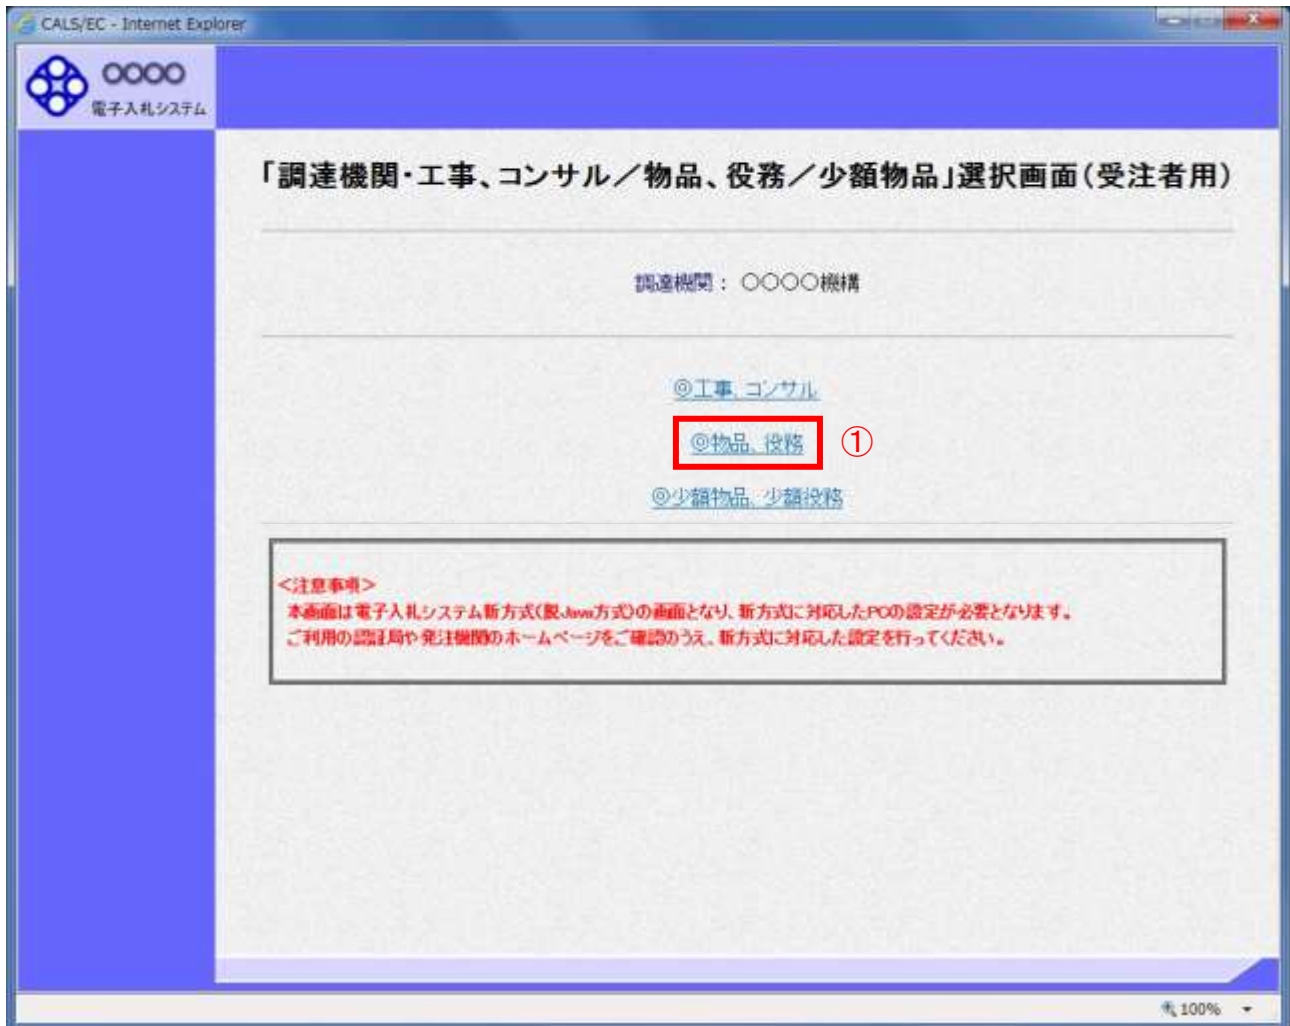 CALS/EC - Internet Explorer
○○○○
電子入札システム
「調達機関・工事、コンサル／物品、役務／少額物品」選択画面（受注者用）
調達機関： ○○○○機構
◎工事、コンサル
◎物品、役務
①
◎少額物品、少額役務
＜注意事項＞
本画面は電子入札システム新方式（脱Java方式）の画面となり、新方式に対応したPCの設定が必要となります。
ご利用の認証局や発注機関のホームページをご確認のうえ、新方式に対応した設定を行ってください。
100%